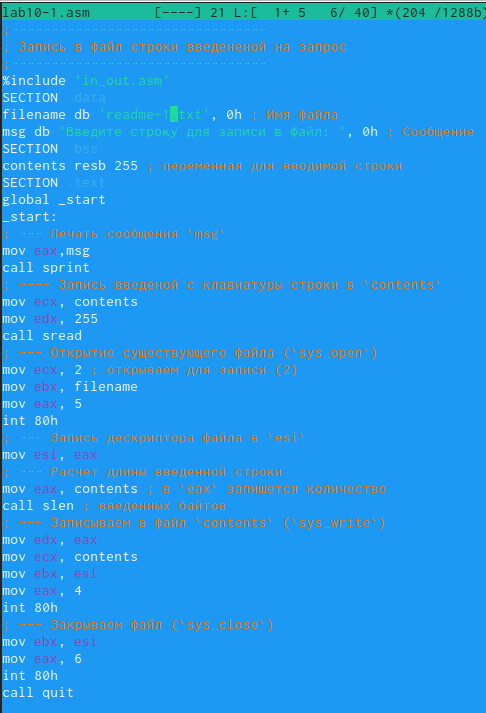 lab10-1.asm [----] 21 L:[ 1+ 5 6/ 40] *(204 /1288b)
;--------------------------------
; Запись в файл строки введененой на запрос
;--------------------------------
%include 'in_out.asm'
SECTION .data
filename db 'readme-1.txt', 0h ; Имя файла
msg db 'Введите строку для записи в файл: ', 0h ; Сообщение
SECTION .bss
contents resb 255 ; переменная для вводимой строки
SECTION .text
global _start
_start:
; --- Печать сообщения `msg`
mov eax,msg
call sprint
; ---- Запись введеной с клавиатуры строки в `contents`
mov ecx, contents
mov edx, 255
call sread
; --- Открытие существующего файла (`sys_open`)
mov ecx, 2 ; открываем для записи (2)
mov ebx, filename
mov eax, 5
int 80h
; --- Запись дескриптора файла в `esi`
mov esi, eax
; --- Расчет длины введенной строки
mov eax, contents ; в `eax` запишется количество
call slen ; введенных байтов
; --- Записываем в файл `contents` (`sys_write`)
mov edx, eax
mov ecx, contents
mov ebx, esi
mov eax, 4
int 80h
; --- Закрываем файл (`sys_close`)
mov ebx, esi
mov eax, 6
int 80h
call quit